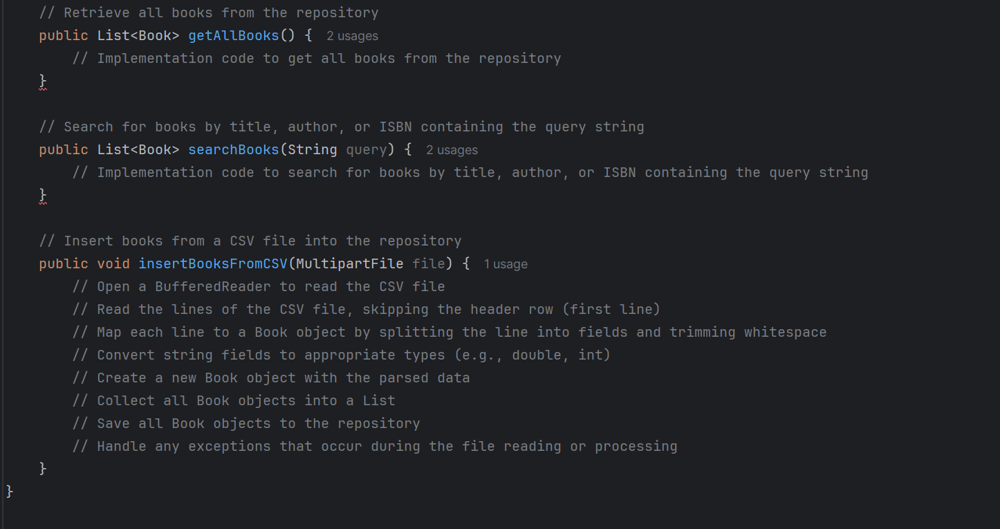 // Retrieve all books from the repository
public List<Book> getAllBooks() { 2 usages
// Implementation code to get all books from the repository
}
// Search for books by title, author, or ISBN containing the query string
public List<Book> searchBooks(String query) { 2 usages
// Implementation code to search for books by title, author, or ISBN containing the query string
}
// Insert books from a CSV file into the repository
public void insertBooksFromCSV(MultipartFile file) { 1 usage
// Open a BufferedReader to read the CSV file
// Read the lines of the CSV file, skipping the header row (first line)
// Map each line to a Book object by splitting the line into fields and trimming whitespace
// Convert string fields to appropriate types (e.g., double, int)
// Create a new Book object with the parsed data
// Collect all Book objects into a List
// Save all Book objects to the repository
// Handle any exceptions that occur during the file reading or processing
}
}